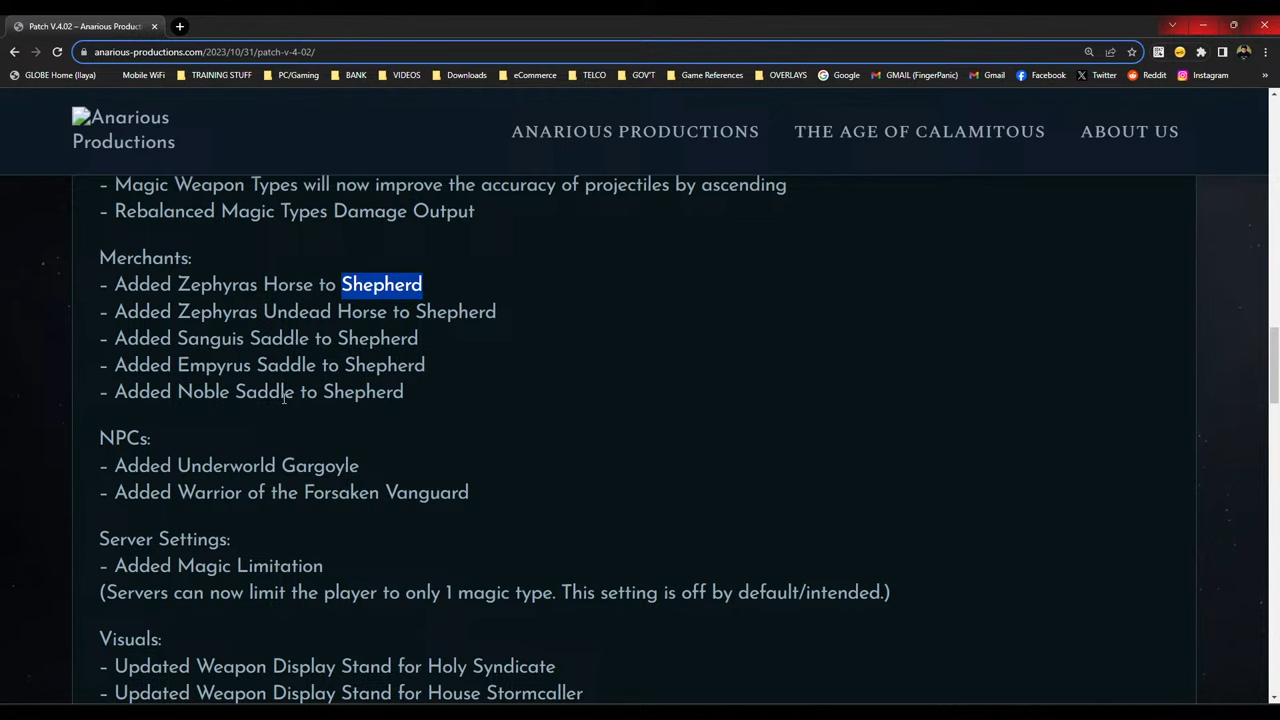 Patch V.4.02 – Anarious Product
anarious-productions.com/2023/10/31/patch-v-4-02/
GLOBE Home (Ilaya) Mobile WiFi TRAINING STUFF PC/Gaming BANK VIDEOS Downloads eCommerce TELCO GOV'T Game References OVERLAYS Google GMAIL (FingerPanic) Gmail Facebook Twitter Reddit Instagram
Anarious
Productions
ANARIOUS PRODUCTIONS THE AGE OF CALAMITOUS ABOUT US
– Magic Weapon Types will now improve the accuracy of projectiles by ascending
– Rebalanced Magic Types Damage Output
Merchants:
– Added Zephyras Horse to Shepherd
– Added Zephyras Undead Horse to Shepherd
– Added Sanguis Saddle to Shepherd
– Added Empyrus Saddle to Shepherd
– Added Noble Saddle to Shepherd
NPCs:
– Added Underworld Gargoyle
– Added Warrior of the Forsaken Vanguard
Server Settings:
– Added Magic Limitation
(Servers can now limit the player to only 1 magic type. This setting is off by default/intended.)
Visuals:
– Updated Weapon Display Stand for Holy Syndicate
– Updated Weapon Display Stand for House Stormcaller